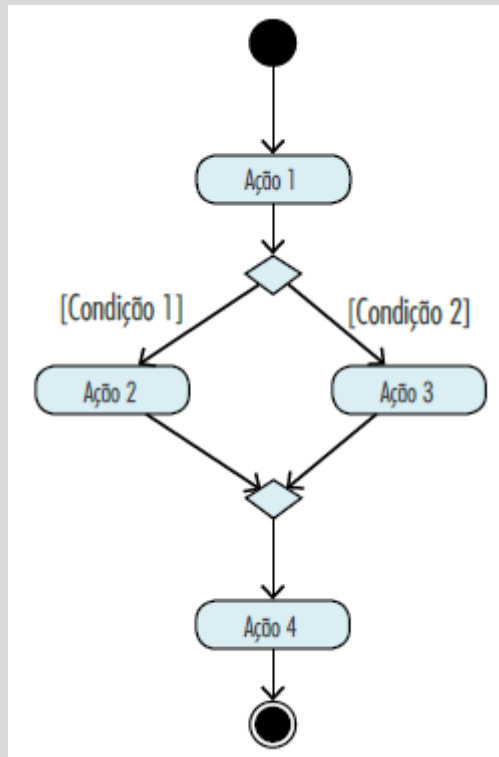 Ação 1
[Condição 1]
[Condição 2]
Ação 2
Ação 3
Ação 4